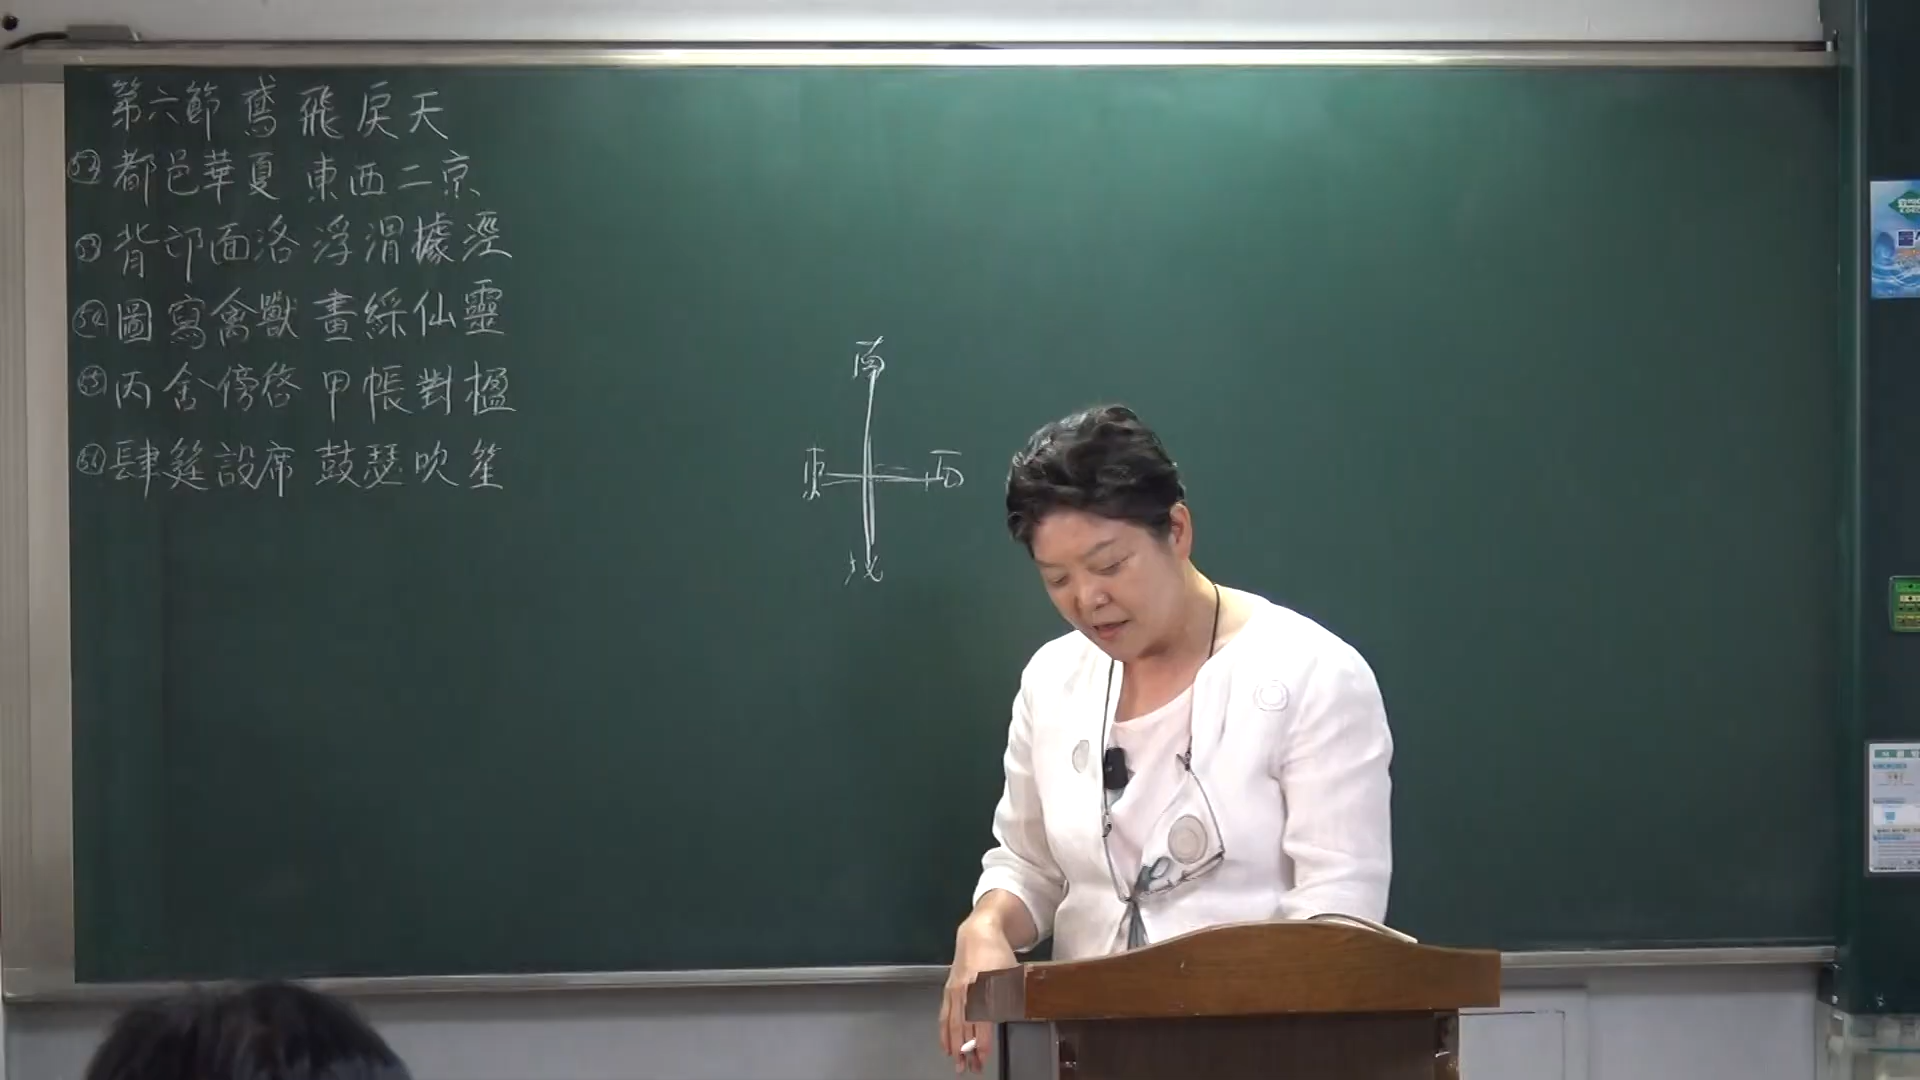 第六節 鳶飛戾天
52 都邑華夏 東西二京
53 背邙面洛 浮渭據涇
54 圖寫禽獸 畫綵仙靈
55 丙舍傍啓 甲帳對楹
56 肆筵設席 鼓瑟吹笙
南
東 西
北